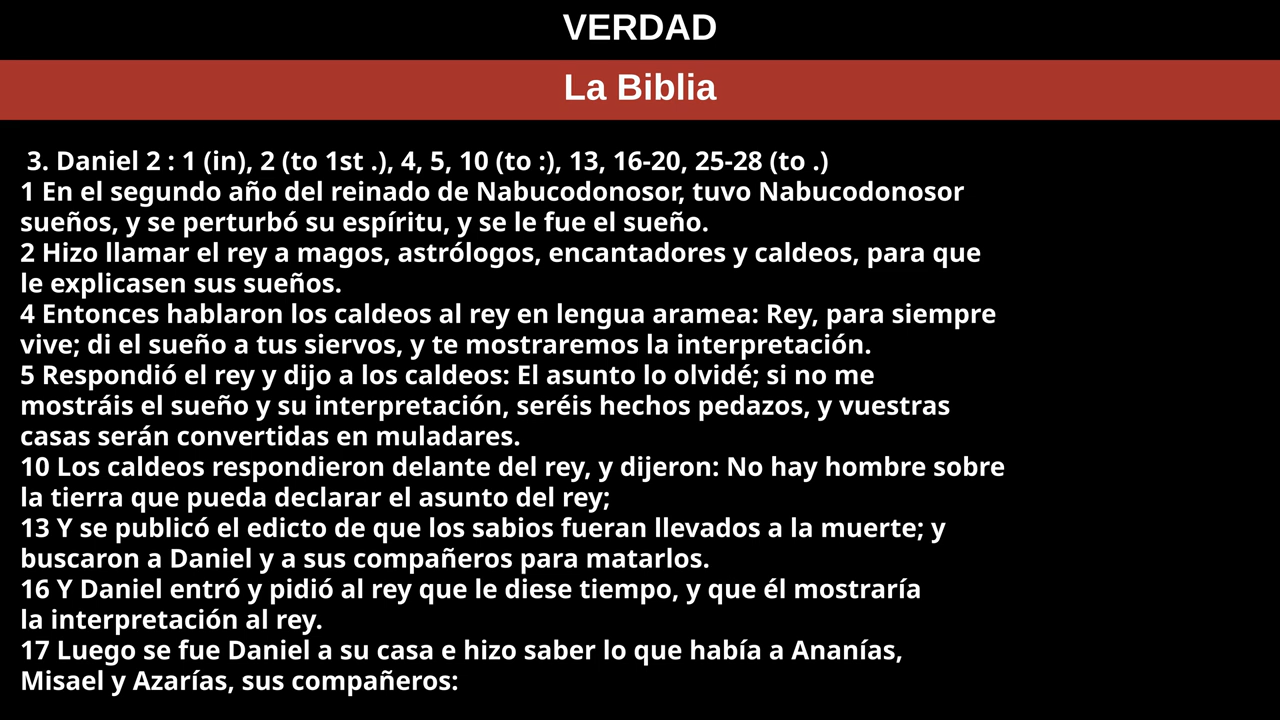 VERDAD
La Biblia
3. Daniel 2 : 1 (in), 2 (to 1st .), 4, 5, 10 (to :), 13, 16-20, 25-28 (to .)
1 En el segundo año del reinado de Nabucodonosor, tuvo Nabucodonosor
sueños, y se perturbó su espíritu, y se le fue el sueño.
2 Hizo llamar el rey a magos, astrólogos, encantadores y caldeos, para que
le explicasen sus sueños.
4 Entonces hablaron los caldeos al rey en lengua aramea: Rey, para siempre
vive; di el sueño a tus siervos, y te mostraremos la interpretación.
5 Respondió el rey y dijo a los caldeos: El asunto lo olvidé; si no me
mostráis el sueño y su interpretación, seréis hechos pedazos, y vuestras
casas serán convertidas en muladares.
10 Los caldeos respondieron delante del rey, y dijeron: No hay hombre sobre
la tierra que pueda declarar el asunto del rey;
13 Y se publicó el edicto de que los sabios fueran llevados a la muerte; y
buscaron a Daniel y a sus compañeros para matarlos.
16 Y Daniel entró y pidió al rey que le diese tiempo, y que él mostraría
la interpretación al rey.
17 Luego se fue Daniel a su casa e hizo saber lo que había a Ananías,
Misael y Azarías, sus compañeros: